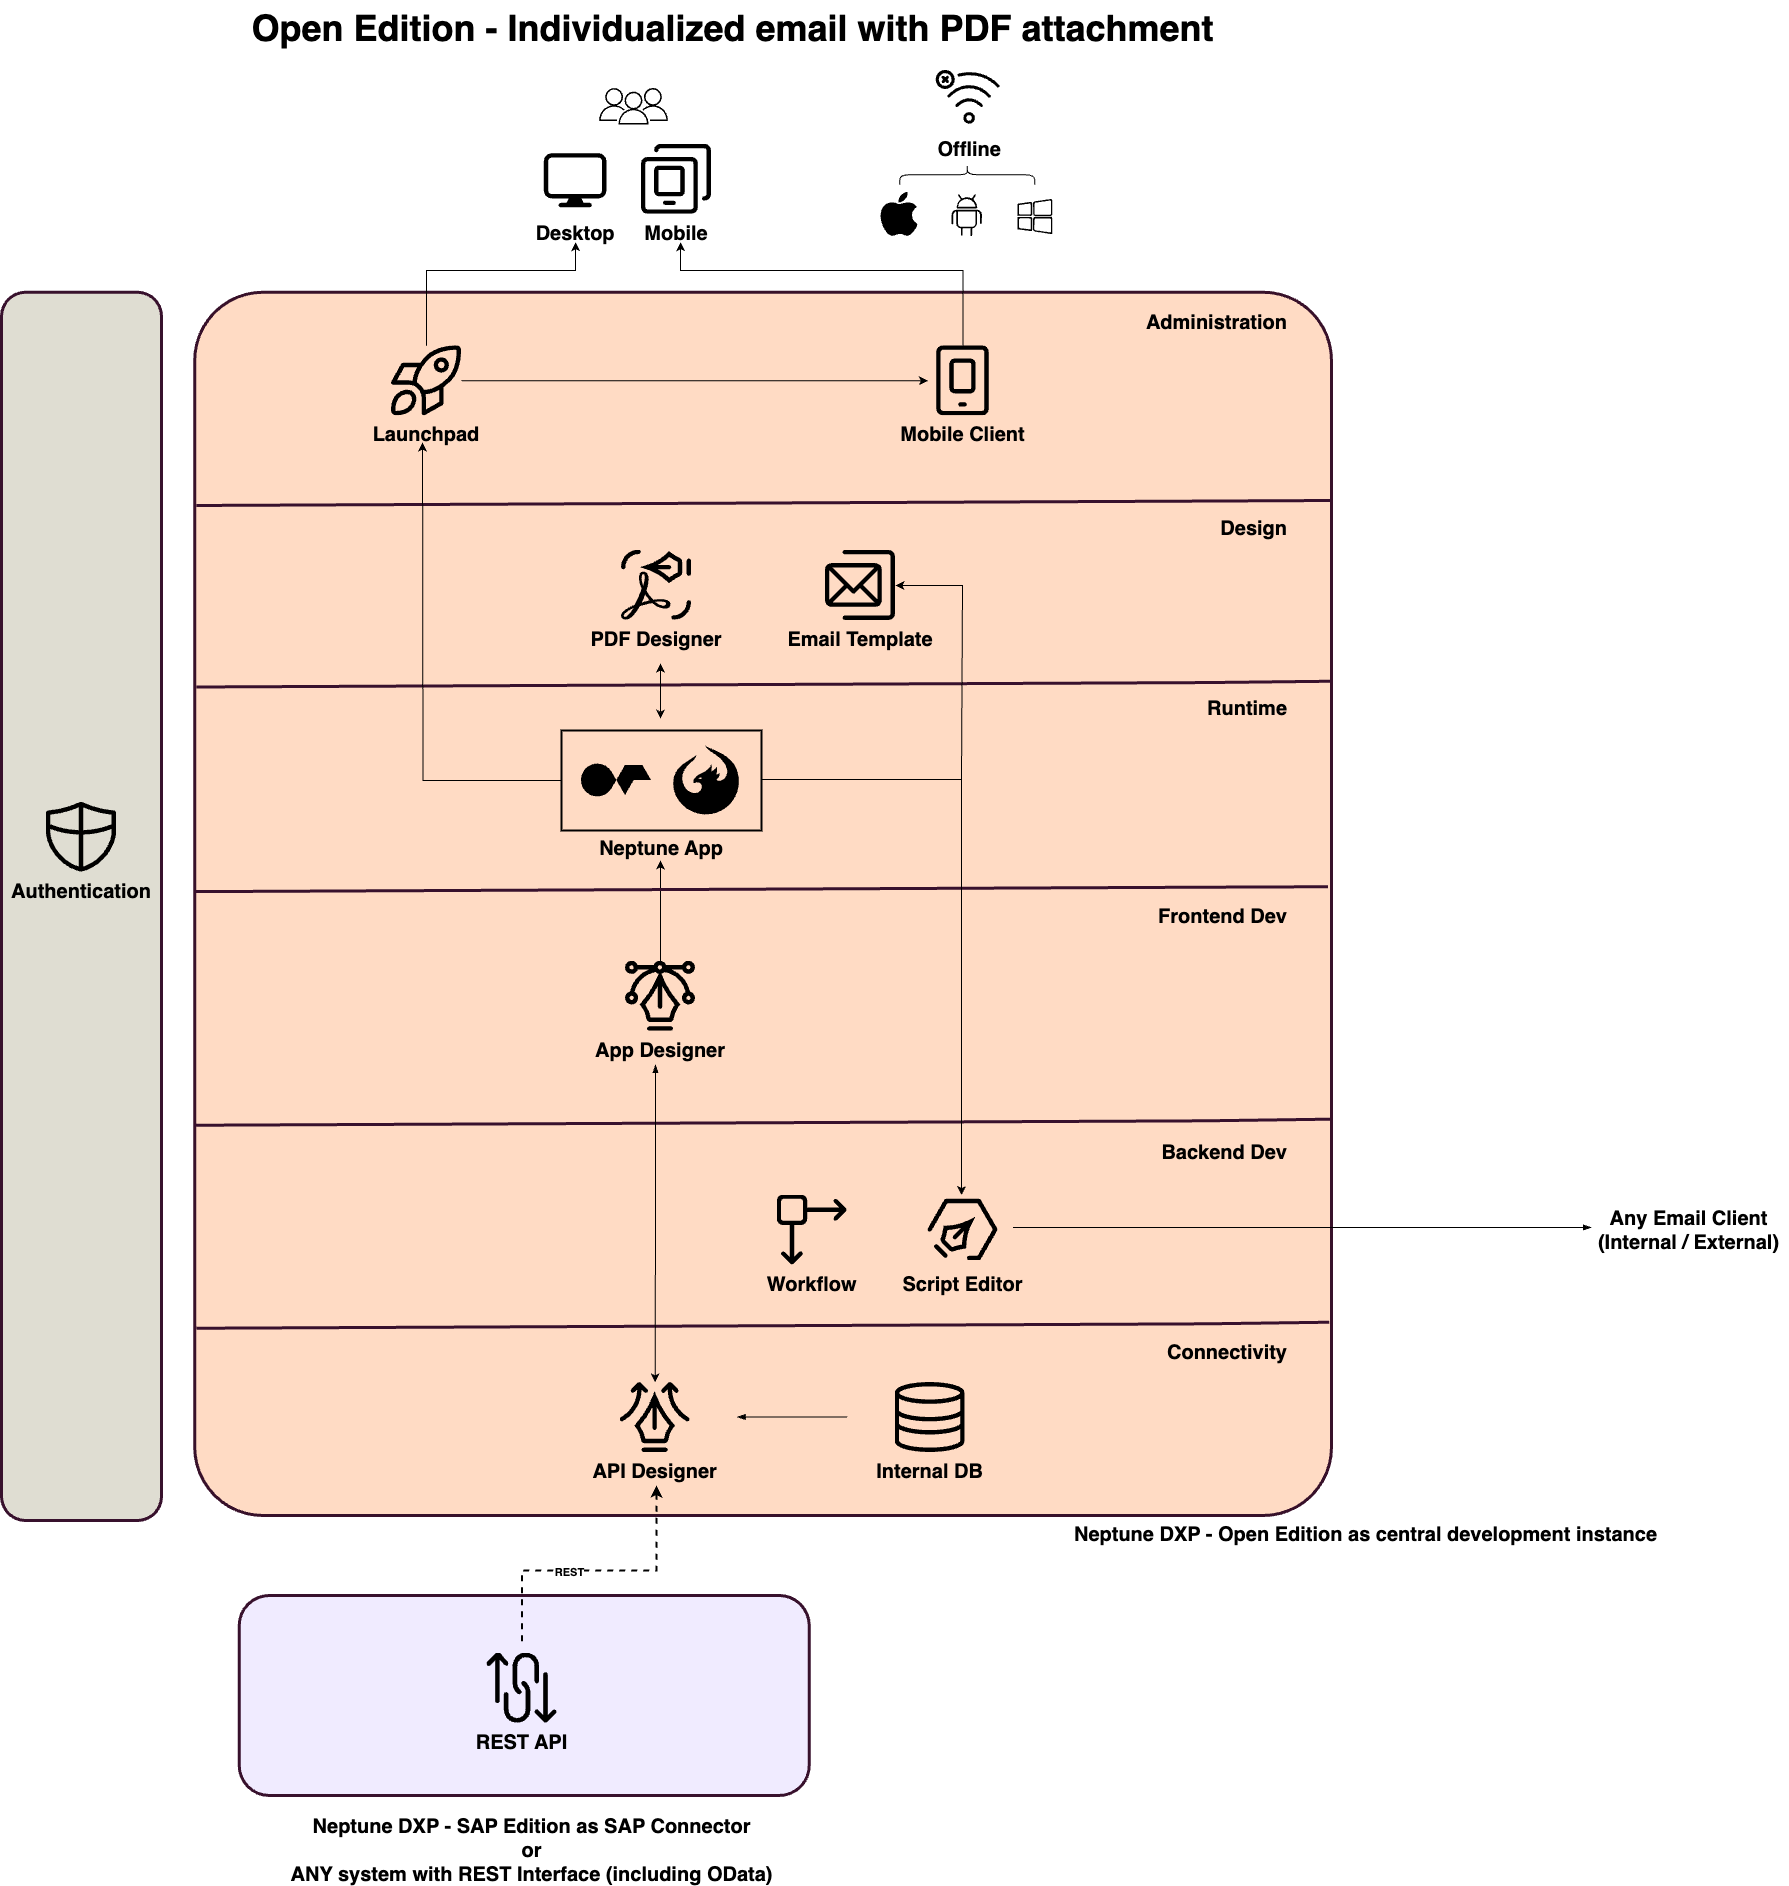 Open Edition - Individualized email with PDF attachment
Offline
Desktop
Mobile
Administration
Launchpad
Mobile Client
Design
PDF Designer
Email Template
Runtime
Neptune App
Authentication
Frontend Dev
App Designer
Backend Dev
Workflow
Script Editor
Any Email Client
(Internal / External)
Connectivity
API Designer
Internal DB
Neptune DXP - Open Edition as central development instance
REST
REST API
Neptune DXP - SAP Edition as SAP Connector
or
ANY system with REST Interface (including OData)